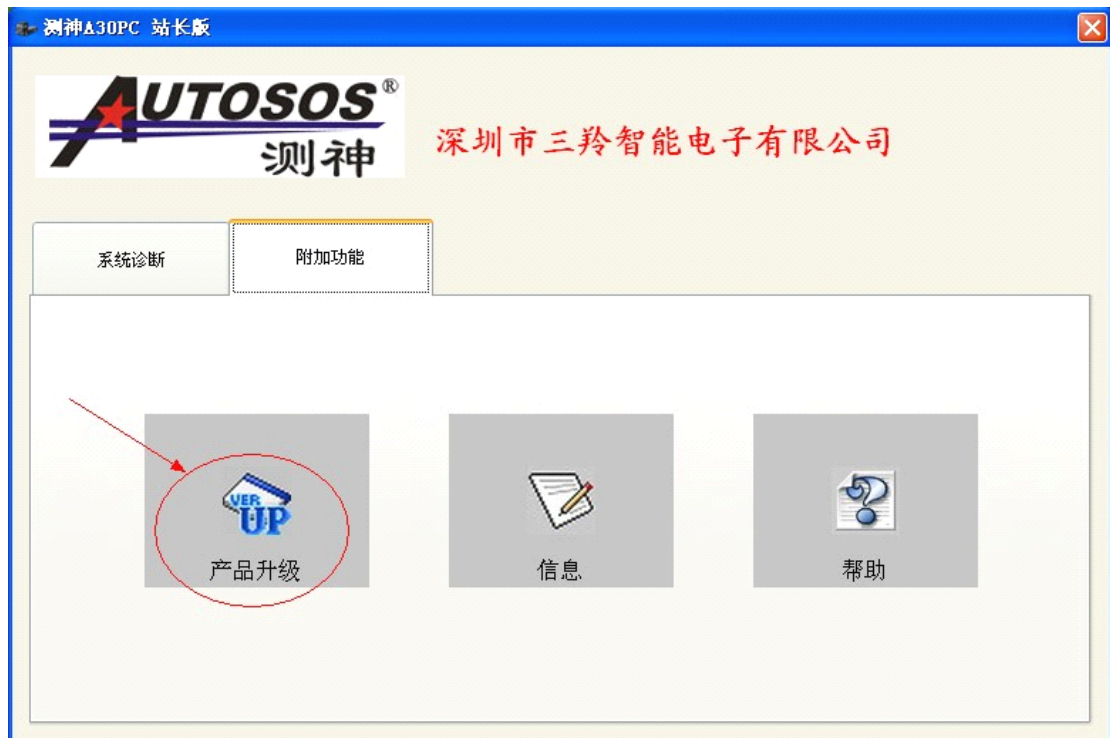 测神A30PC 站长版
AUTOSOS®
测神
深圳市三羚智能电子有限公司
系统诊断
附加功能
VER
UP
产品升级
信息
帮助